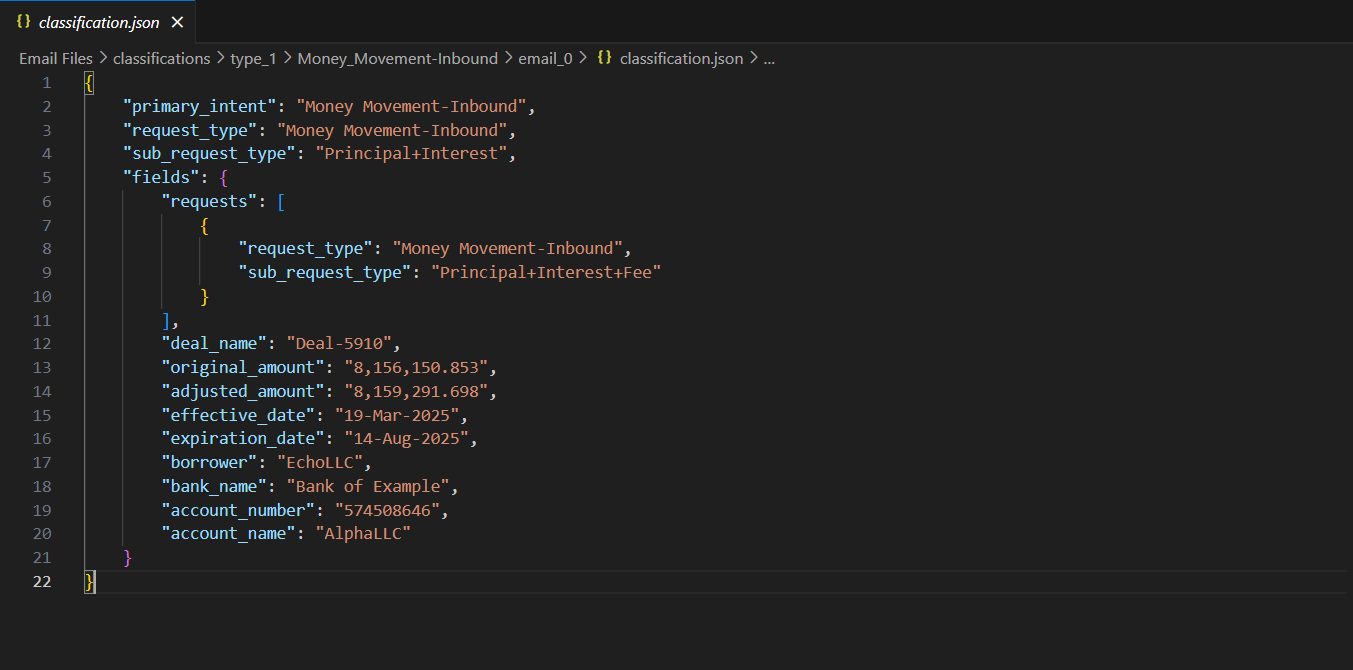 {} classification.json ×
Email Files > classifications > type_1 > Money_Movement-Inbound > email_0 > {} classification.json > ...
1 {
2 "primary_intent": "Money Movement-Inbound",
3 "request_type": "Money Movement-Inbound",
4 "sub_request_type": "Principal+Interest",
5 "fields": {
6 "requests": [
7 {
8 "request_type": "Money Movement-Inbound",
9 "sub_request_type": "Principal+Interest+Fee"
10 }
11 ],
12 "deal_name": "Deal-5910",
13 "original_amount": "8,156,150.853",
14 "adjusted_amount": "8,159,291.698",
15 "effective_date": "19-Mar-2025",
16 "expiration_date": "14-Aug-2025",
17 "borrower": "EchoLLC",
18 "bank_name": "Bank of Example",
19 "account_number": "574508646",
20 "account_name": "AlphaLLC"
21 }
22 }